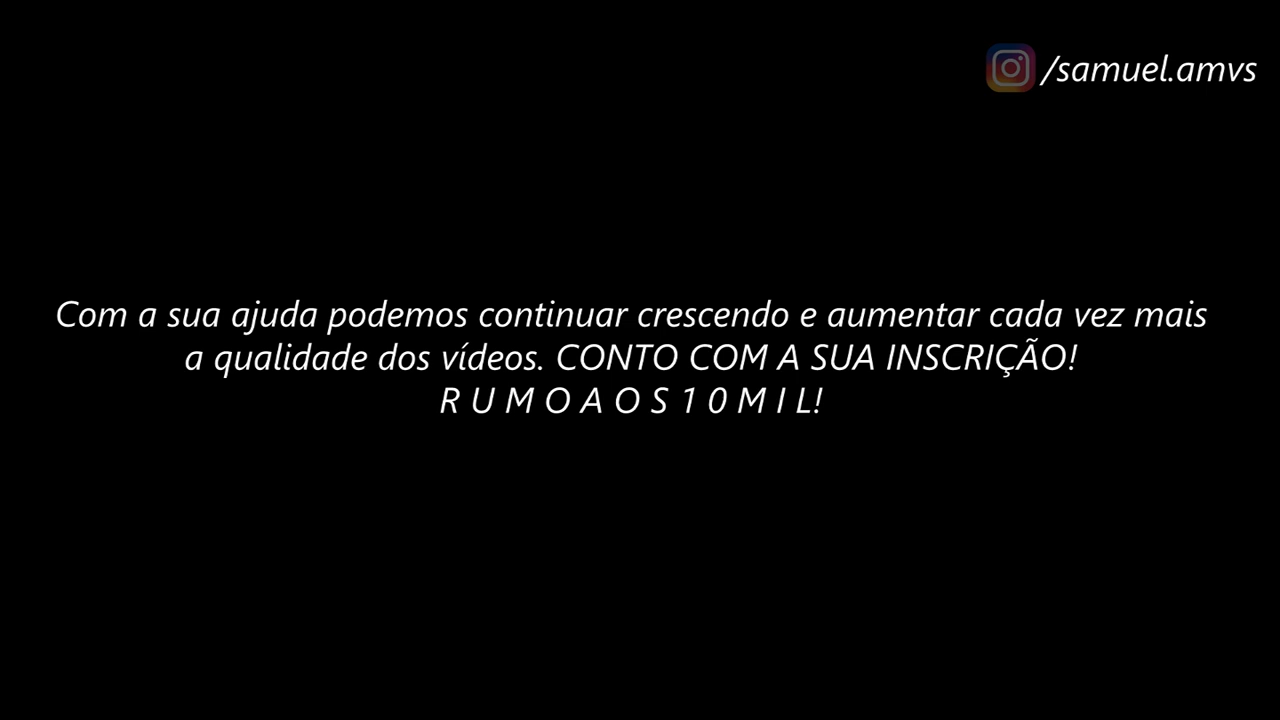 /samuel.amvs
Com a sua ajuda podemos continuar crescendo e aumentar cada vez mais
a qualidade dos vídeos. CONTO COM A SUA INSCRIÇÃO!
R U M O A O S 1 0 M I L!